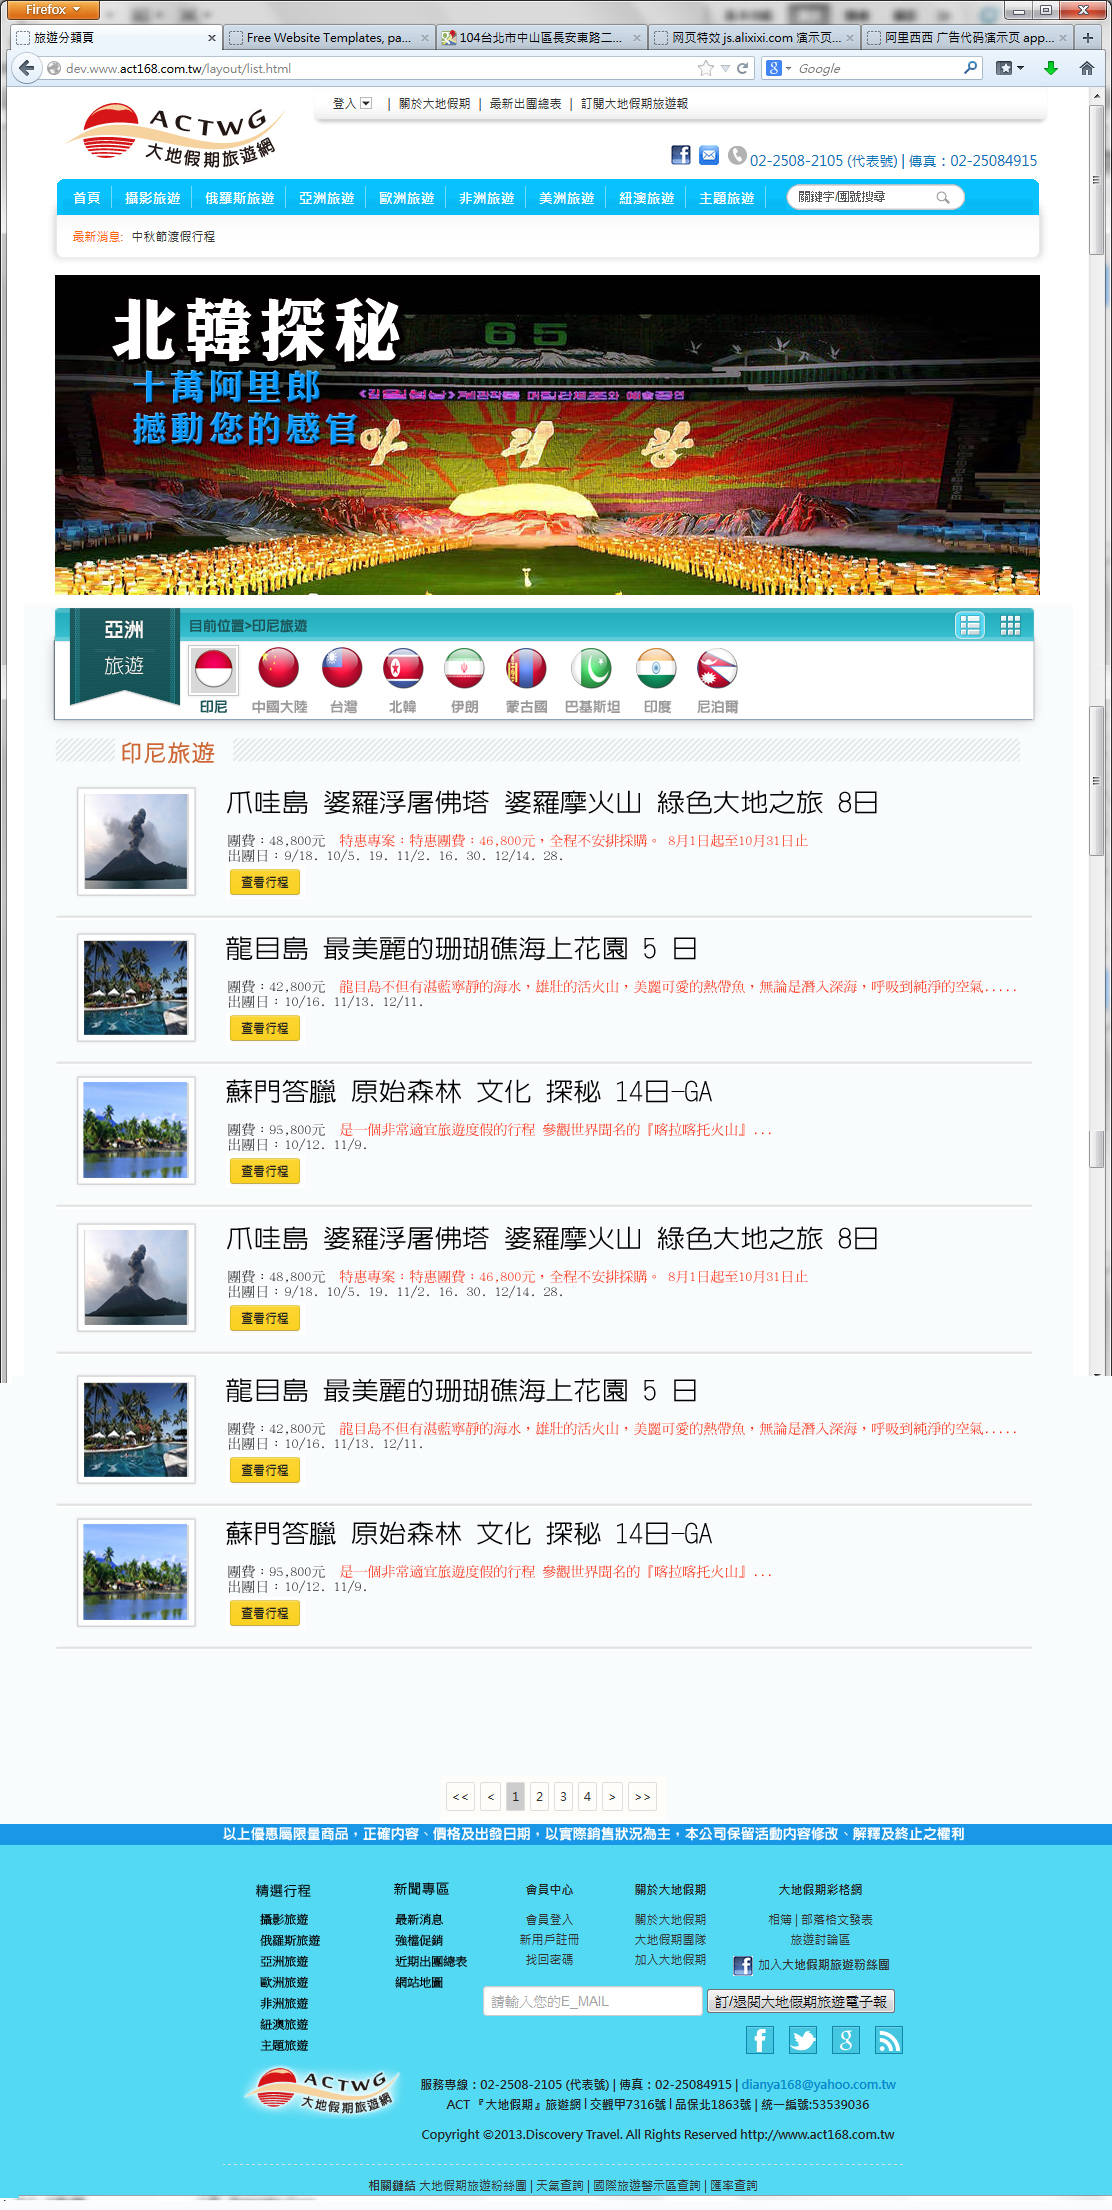 Firefox
旅遊分類頁
Free Website Templates, pa...
104台北市中山區長安東路二...
网页特效 js.alixixi.com 演示页...
阿里西西 广告代码演示页 app...
dev.www.act168.com.tw/layout/list.html
Google
ACTWG
大地假期旅遊網
登入 | 關於大地假期 | 最新出團總表 | 訂閱大地假期旅遊報
02-2508-2105 (代表號) | 傳真：02-25084915
首頁 攝影旅遊 俄羅斯旅遊 亞洲旅遊 歐洲旅遊 非洲旅遊 美洲旅遊 紐澳旅遊 主題旅遊 關鍵字/團號搜尋
最新消息: 中秋節渡假行程
北韓探秘
65
十萬阿里郎
撼動您的感官
아리랑
亞洲
旅遊
目前位置>印尼旅遊
印尼 中國大陸 台灣 北韓 伊朗 蒙古國 巴基斯坦 印度 尼泊爾
印尼旅遊
爪哇島 婆羅浮屠佛塔 婆羅摩火山 綠色大地之旅 8日
團費：48,800元 特惠專案：特惠團費：46,800元，全程不安排採購。 8月1日起至10月31日止
出團日：9/18. 10/5. 19. 11/2. 16. 30. 12/14. 28.
查看行程
龍目島 最美麗的珊瑚礁海上花園 5 日
團費：42,800元 龍目島不但有湛藍寧靜的海水，雄壯的活火山，美麗可愛的熱帶魚，無論是潛入深海，呼吸到純淨的空氣.....
出團日：10/16. 11/13. 12/11.
查看行程
蘇門答臘 原始森林 文化 探秘 14日-GA
團費：95,800元 是一個非常適宜旅遊度假的行程 參觀世界聞名的『喀拉喀托火山』...
出團日：10/12. 11/9.
查看行程
爪哇島 婆羅浮屠佛塔 婆羅摩火山 綠色大地之旅 8日
團費：48,800元 特惠專案：特惠團費：46,800元，全程不安排採購。 8月1日起至10月31日止
出團日：9/18. 10/5. 19. 11/2. 16. 30. 12/14. 28.
查看行程
龍目島 最美麗的珊瑚礁海上花園 5 日
團費：42,800元 龍目島不但有湛藍寧靜的海水，雄壯的活火山，美麗可愛的熱帶魚，無論是潛入深海，呼吸到純淨的空氣.....
出團日：10/16. 11/13. 12/11.
查看行程
蘇門答臘 原始森林 文化 探秘 14日-GA
團費：95,800元 是一個非常適宜旅遊度假的行程 參觀世界聞名的『喀拉喀托火山』...
出團日：10/12. 11/9.
查看行程
<< < 1 2 3 4 > >>
以上優惠屬限量商品，正確內容、價格及出發日期，以實際銷售狀況為主，本公司保留活動內容修改、解釋及終止之權利
精選行程
攝影旅遊
俄羅斯旅遊
亞洲旅遊
歐洲旅遊
非洲旅遊
紐澳旅遊
主題旅遊
新聞專區
最新消息
強檔促銷
近期出團總表
網站地圖
會員中心
會員登入
新用戶註冊
找回密碼
關於大地假期
關於大地假期
大地假期團隊
加入大地假期
大地假期彩格網
相簿 | 部落格文發表
旅遊討論區
加入大地假期旅遊粉絲團
請輸入您的E_MAIL
訂/退閱大地假期旅遊電子報
ACTWG
大地假期旅遊網
服務專線：02-2508-2105 (代表號) | 傳真：02-25084915 | dianya168@yahoo.com.tw
ACT 『大地假期』旅遊網 | 交觀甲7316號 | 品保北1863號 | 統一編號:53539036
Copyright ©2013.Discovery Travel. All Rights Reserved http://www.act168.com.tw
相關鏈結 大地假期旅遊粉絲團 | 天氣查詢 | 國際旅遊警示區查詢 | 匯率查詢